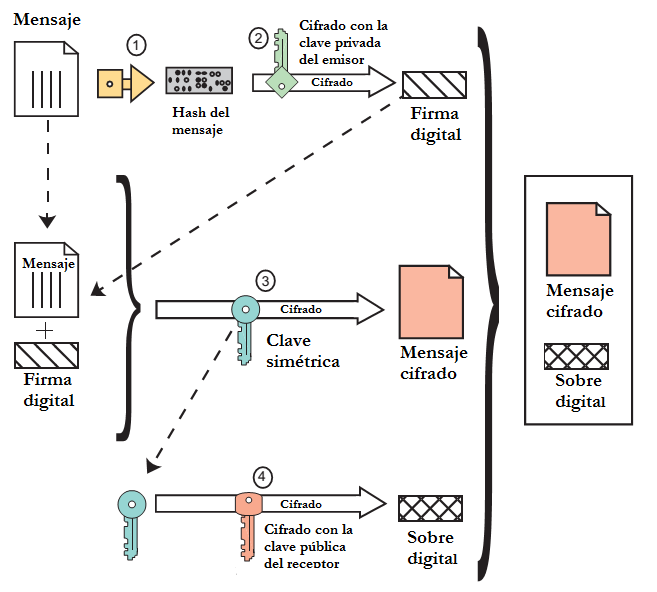 Mensaje
1
Hash del
mensaje
2
Cifrado con la
clave privada
del emisor
Cifrado
Firma
digital
Mensaje
+
Firma
digital
3
Cifrado
Clave
simétrica
Mensaje
cifrado
4
Cifrado
Cifrado con la
clave pública
del receptor
Sobre
digital
Mensaje
cifrado
Sobre
digital